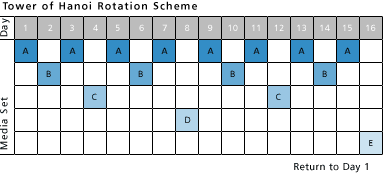 Tower of Hanoi Rotation Scheme
Day
1 2 3 4 5 6 7 8 9 10 11 12 13 14 15 16
A A A A A A A A
B B B B
Media Set
C C
D
E
Return to Day 1